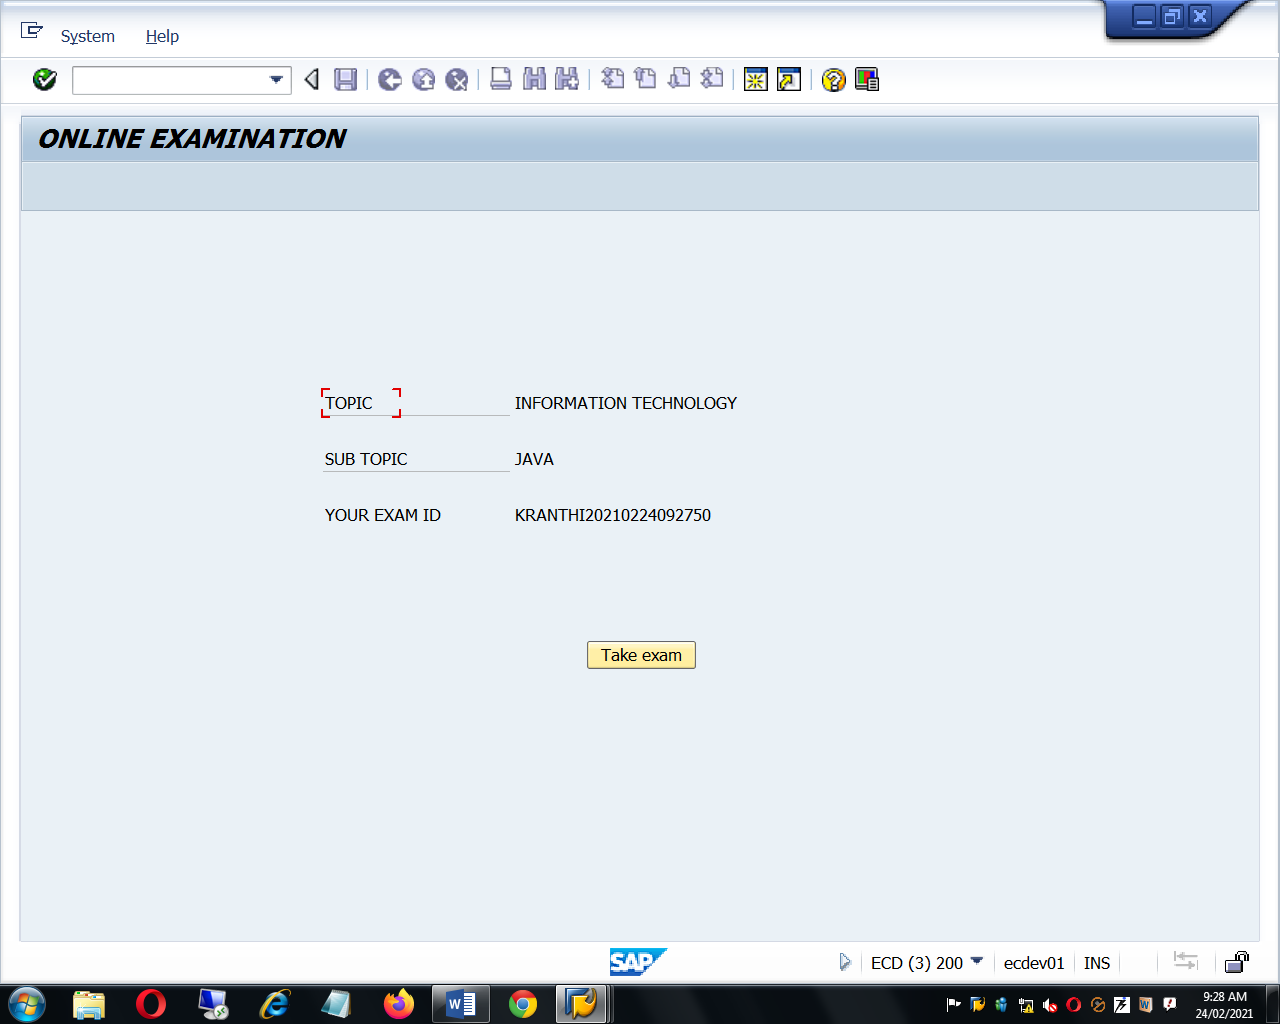 System Help
ONLINE EXAMINATION
TOPIC INFORMATION TECHNOLOGY
SUB TOPIC JAVA
YOUR EXAM ID KRANTHI20210224092750
Take exam
SAP ECD (3) 200 ecdev01 INS
9:28 AM
24/02/2021